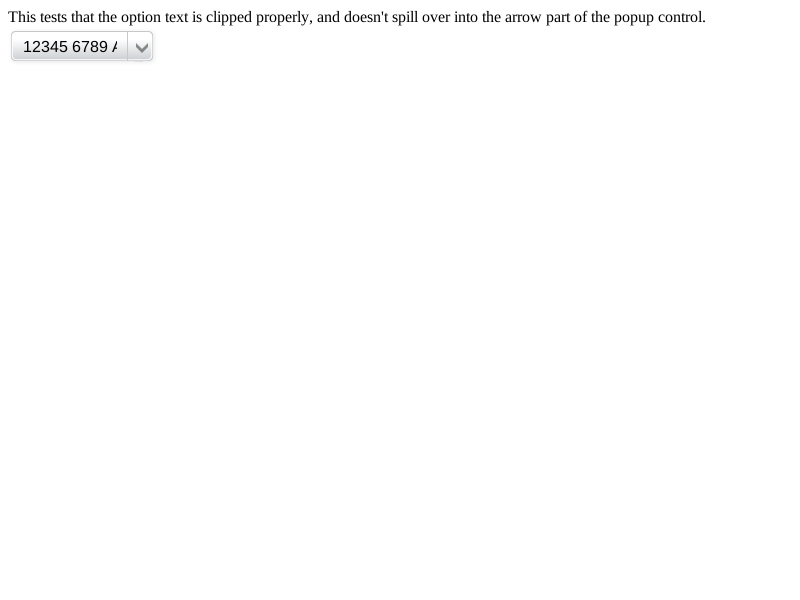 This tests that the option text is clipped properly, and doesn't spill over into the arrow part of the popup control.
12345 6789